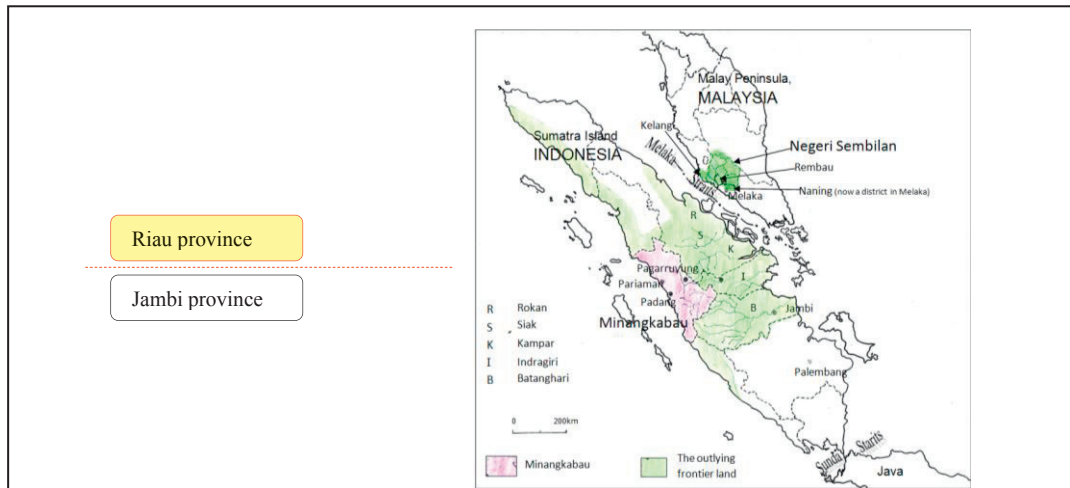 Riau province
Jambi province
Malay Peninsula,
MALAYSIA
Kelang
Sumatra Island
INDONESIA
Melaka
Straits
Negeri Sembilan
Rembau
Naning (now a district in Melaka)
Melaka
R
S
K
Pagarruyung
I
Pariaman
Padang
B
Jambi
Minangkabau
R Rokan
S Siak
K Kampar
I Indragiri
B Batanghari
Palembang
0 200km
Sunda Starits
Java
Minangkabau
The outlying
frontier land